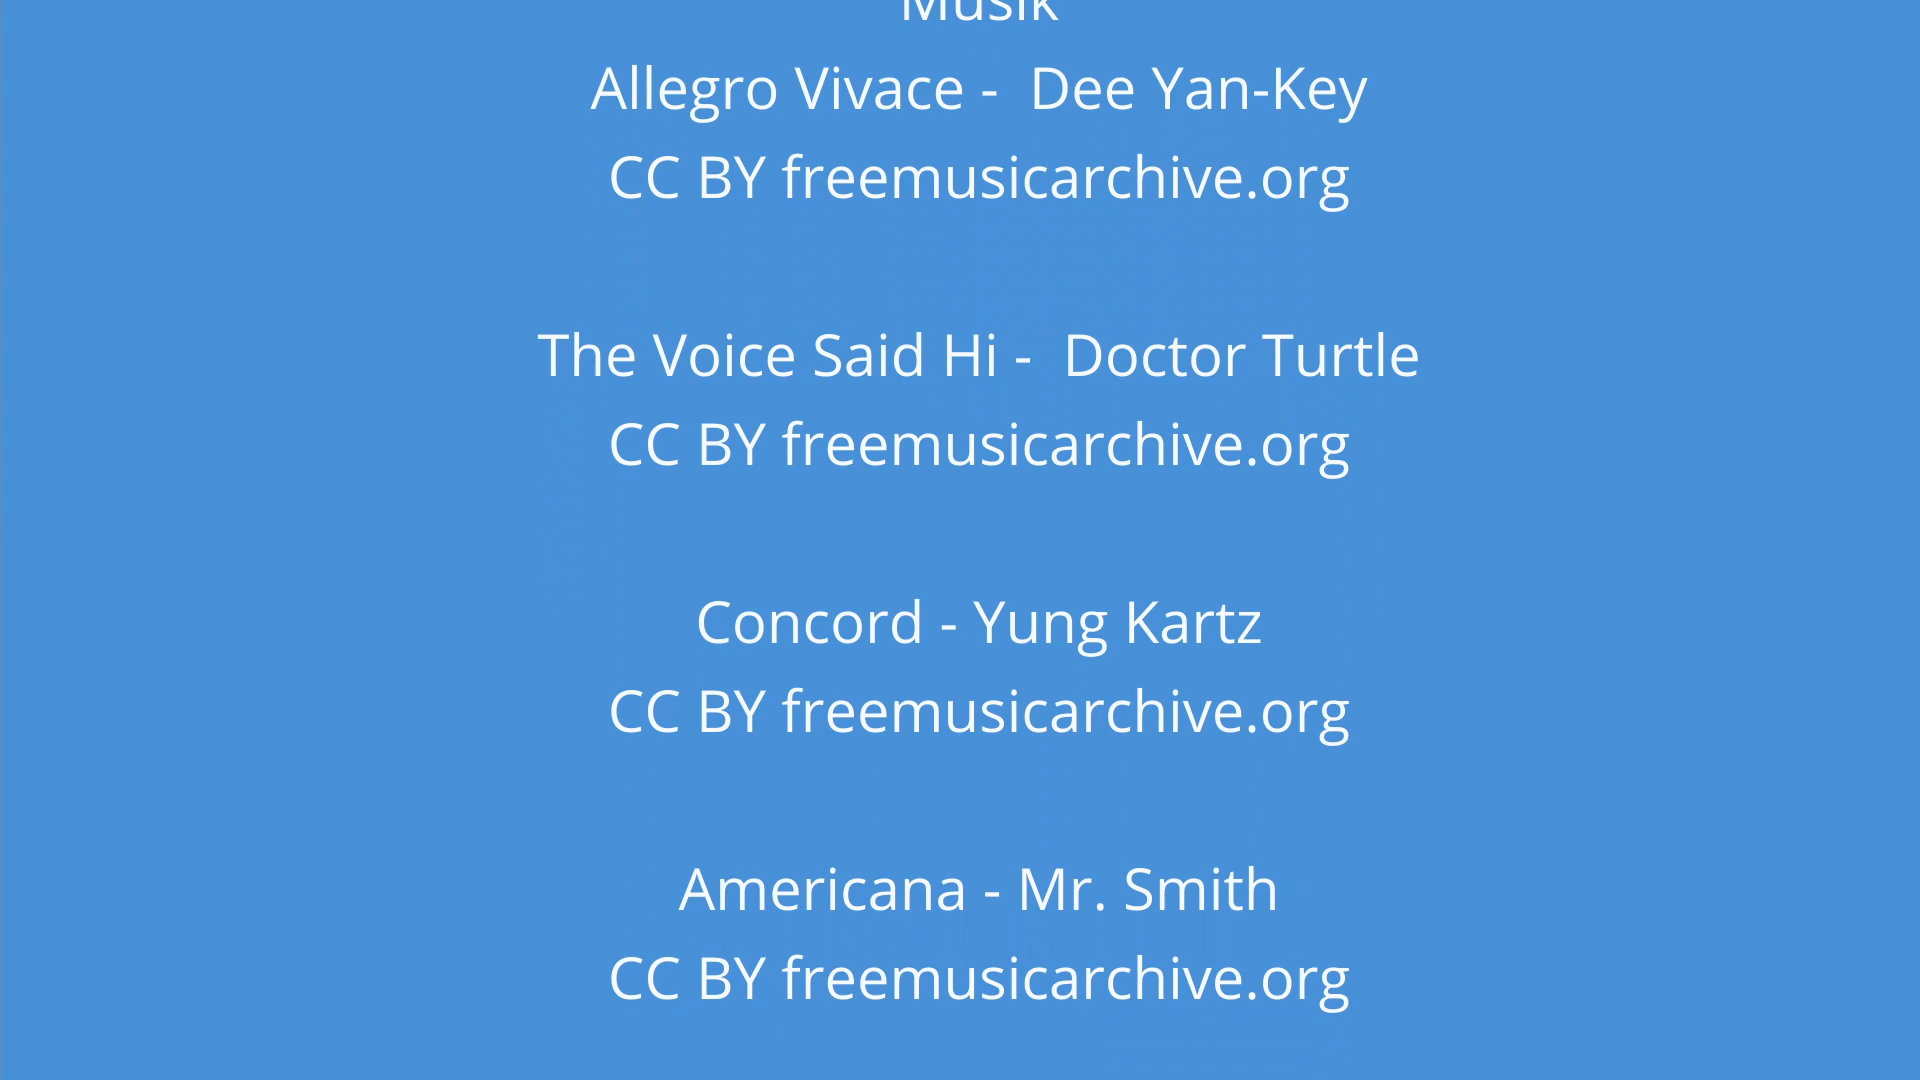 Musik
Allegro Vivace -  Dee Yan-Key
CC BY freemusicarchive.org
The Voice Said Hi -  Doctor Turtle
CC BY freemusicarchive.org
Concord - Yung Kartz
CC BY freemusicarchive.org
Americana - Mr. Smith
CC BY freemusicarchive.org